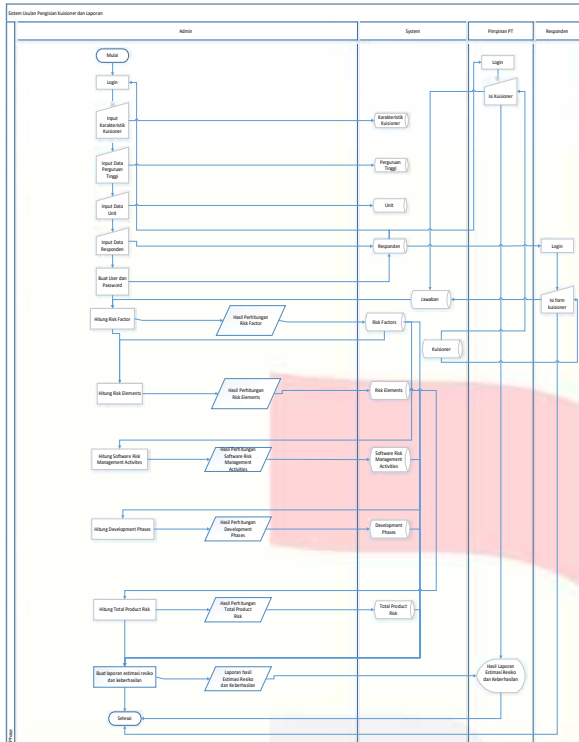 Sistem Usulan Pengisian Kuisioner dan Laporan
Admin
System
Pimpinan PT
Responden
Mulai
Login
Login
Isi Kuisioner
Input
Karakteristik
Kuisioner
Karakteristik
Kuisioner
Input Data
Perguruan
Tinggi
Perguruan
Tinggi
Input Data
Unit
Unit
Input Data
Responden
Responden
Login
Buat User dan
Password
Jawaban
Isi form
kuisioner
Hitung Risk Factor
Hasil Perhitungan
Risk Factor
Risk Factors
Kuisioner
Hitung Risk Elements
Hasil Perhitungan
Risk Elements
Risk Elements
Hitung Software Risk
Management Activites
Hasil Perhitungan
Software Risk
Management
Activities
Software Risk
Management
Activities
Hitung Development Phases
Hasil Perhitungan
Development
Phases
Development
Phases
Hitung Total Product Risk
Hasil Perhitungan
Total Product
Risk
Total Product
Risk
Buat laporan estimasi resiko
dan keberhasilan
Laporan hasil
Estimasi Resiko
dan Keberhasilan
Hasil Laporan
Estimasi Resiko
dan Keberhasilan
Selesai
Phase